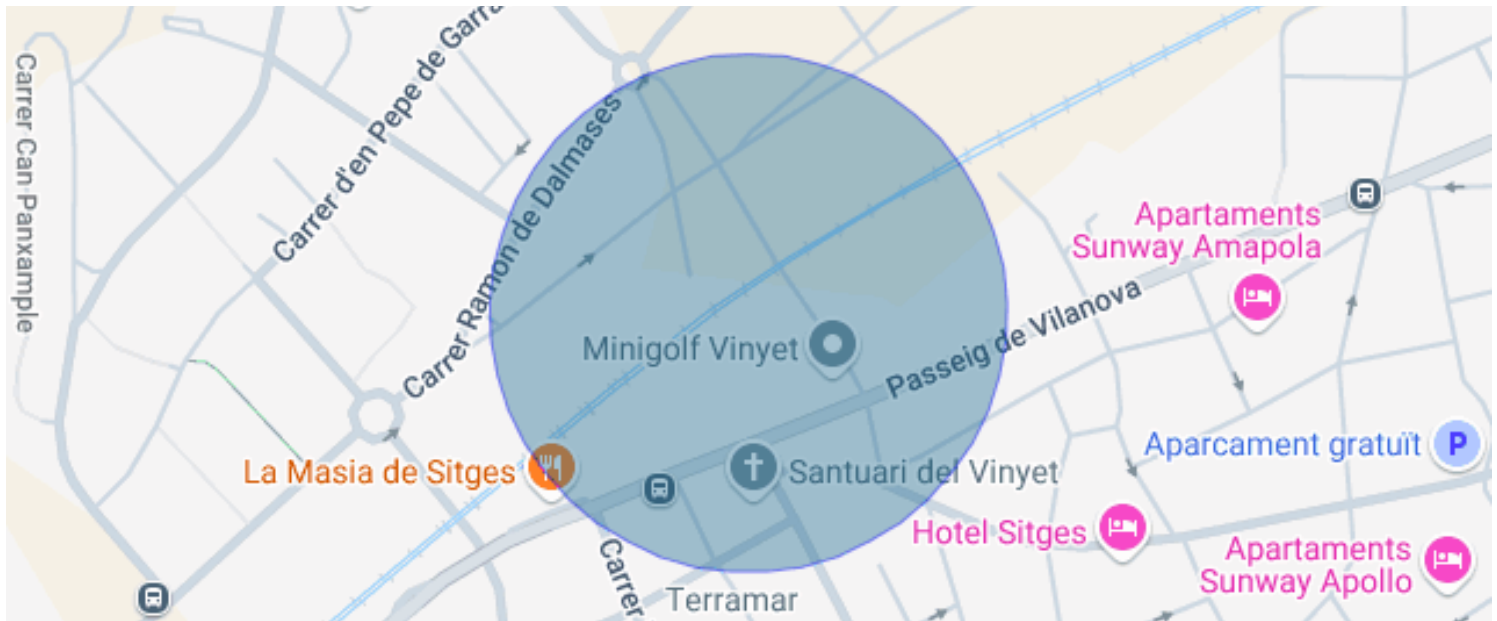 Carrer Can Panxample
Carrer d'en Pepe de Garra
Carrer Ramon de Dalmases
Apartaments
Sunway Amapola
Minigolf Vinyet
Passeig de Vilanova
La Masia de Sitges
Santuari del Vinyet
Aparcament gratuït
P
Hotel Sitges
Apartaments
Sunway Apollo
Carrer
Terramar